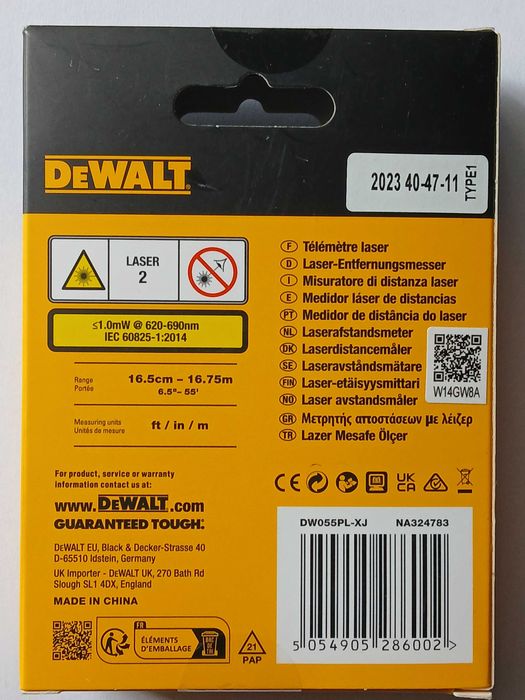 DEWALT
2023 40-47-11
TYPE1
LASER
2
≤1.0mW @ 620-690nm
IEC 60825-1:2014
Range
Portée
16.5cm – 16.75m
6.5"– 55'
Measuring units
Unités de mesure
ft / in / m
F Télémètre laser
D Laser-Entfernungsmesser
I Misuratore di distanza laser
E Medidor láser de distancias
PT Medidor de distância do laser
NL Laserafstandsmeter
DK Laserdistancemåler
SE Laseravståndsmätare
FIN Laser-etäisyysmittari
NO Laser avstandsmåler
GR Μετρητής αποστάσεων με λέιζερ
TR Lazer Mesafe Ölçer
W14GW8A
For product, service or warranty
information contact us at:
www.DEWALT.com
GUARANTEED TOUGH.
DEWALT EU, Black & Decker-Strasse 40
D-65510 Idstein, Germany
UK Importer - DEWALT UK, 270 Bath Rd
Slough SL1 4DX, England
MADE IN CHINA
CE
UK
CA
DW055PL-XJ NA324783
5 054905 286002 >
FR
ÉLÉMENTS
D'EMBALLAGE
21
PAP